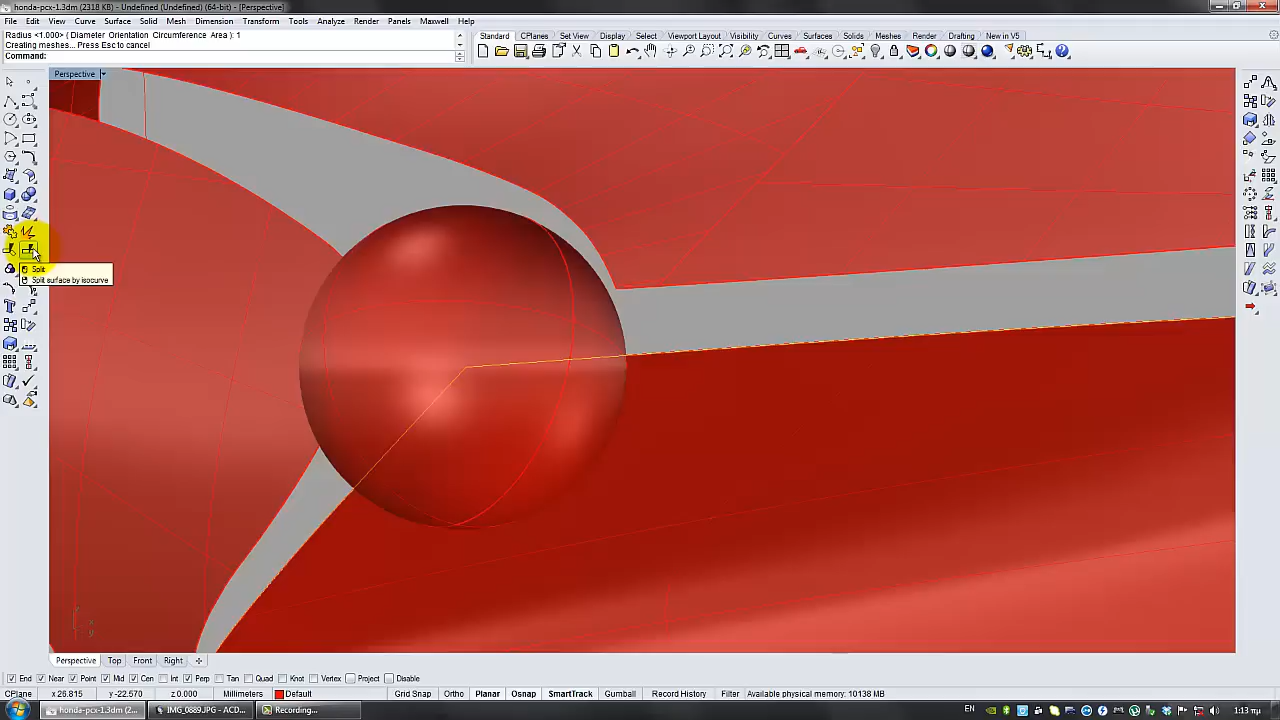 honda-pcx-1.3dm (2318 KB) - Undefined (Undefined) (64-bit) - [Perspective]
File Edit View Curve Surface Solid Mesh Dimension Transform Tools Analyze Render Panels Maxwell Help
Radius <1.000> ( Diameter Orientation Circumference Area ): 1
Creating meshes... Press Esc to cancel
Command:
Standard CPlanes Set View Display Select Viewport Layout Visibility Curves Surfaces Solids Meshes Render Drafting New in V5
Perspective
Split
Split surface by isocurve
Perspective Top Front Right
End Near Point Mid Cen Int Perp Tan Quad Knot Vertex Project Disable
CPlane x 26.815 y -22.570 z 0.000 Millimeters Default Grid Snap Ortho Planar Osnap SmartTrack Gumball Record History Filter Available physical memory: 10138 MB
honda-pcx-1.3dm (2... IMG_0889.JPG - ACD... Recording... EN 1:13 πμ